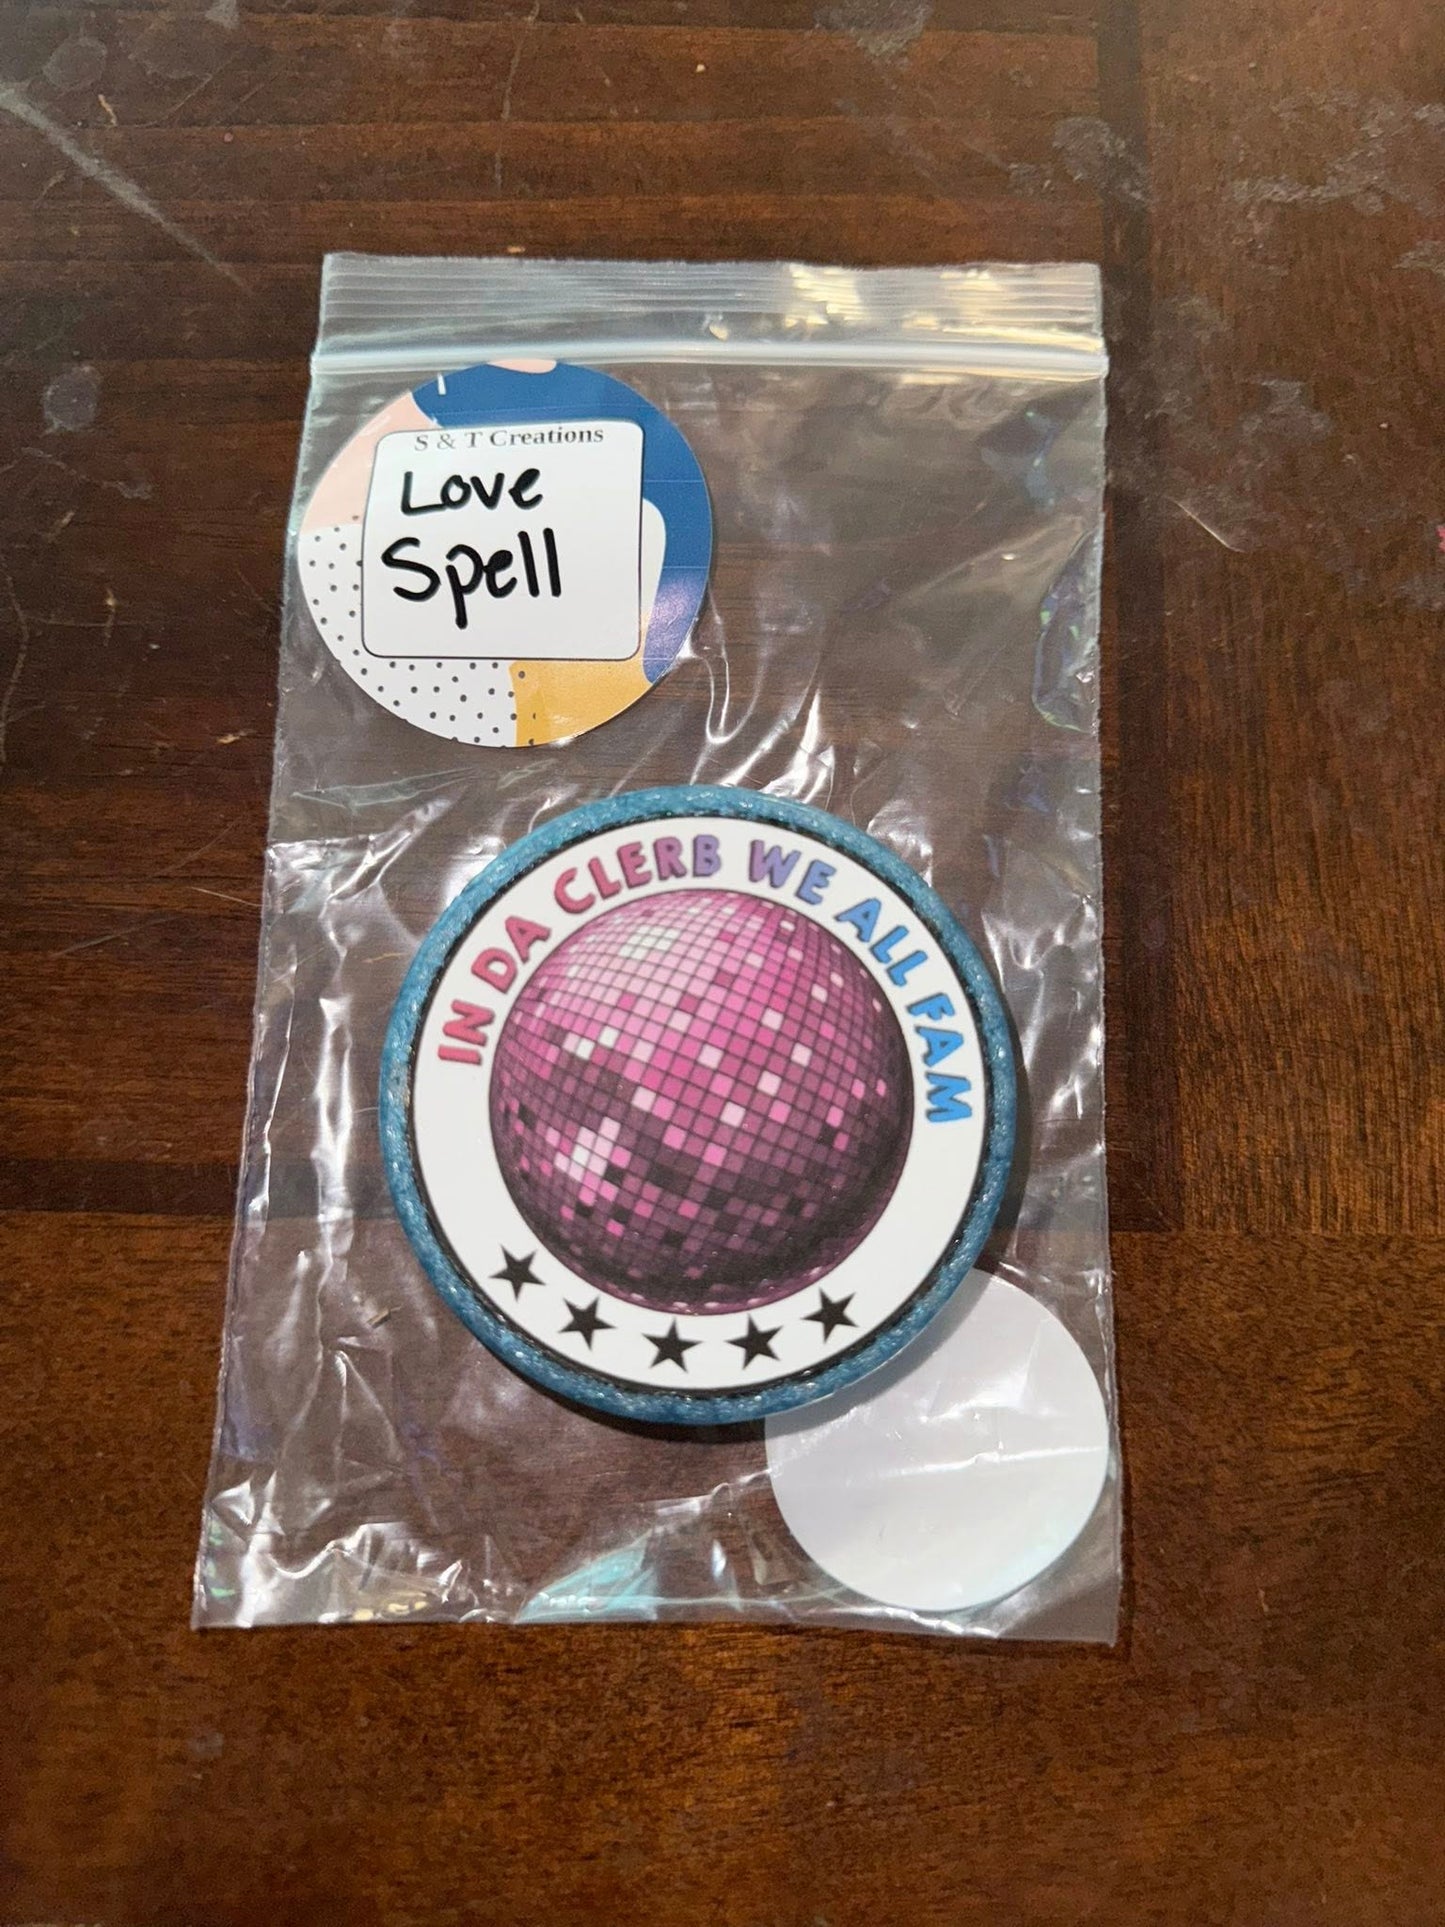 S & T Creations
Love
Spell
IN DA CLERB WE ALL FAM